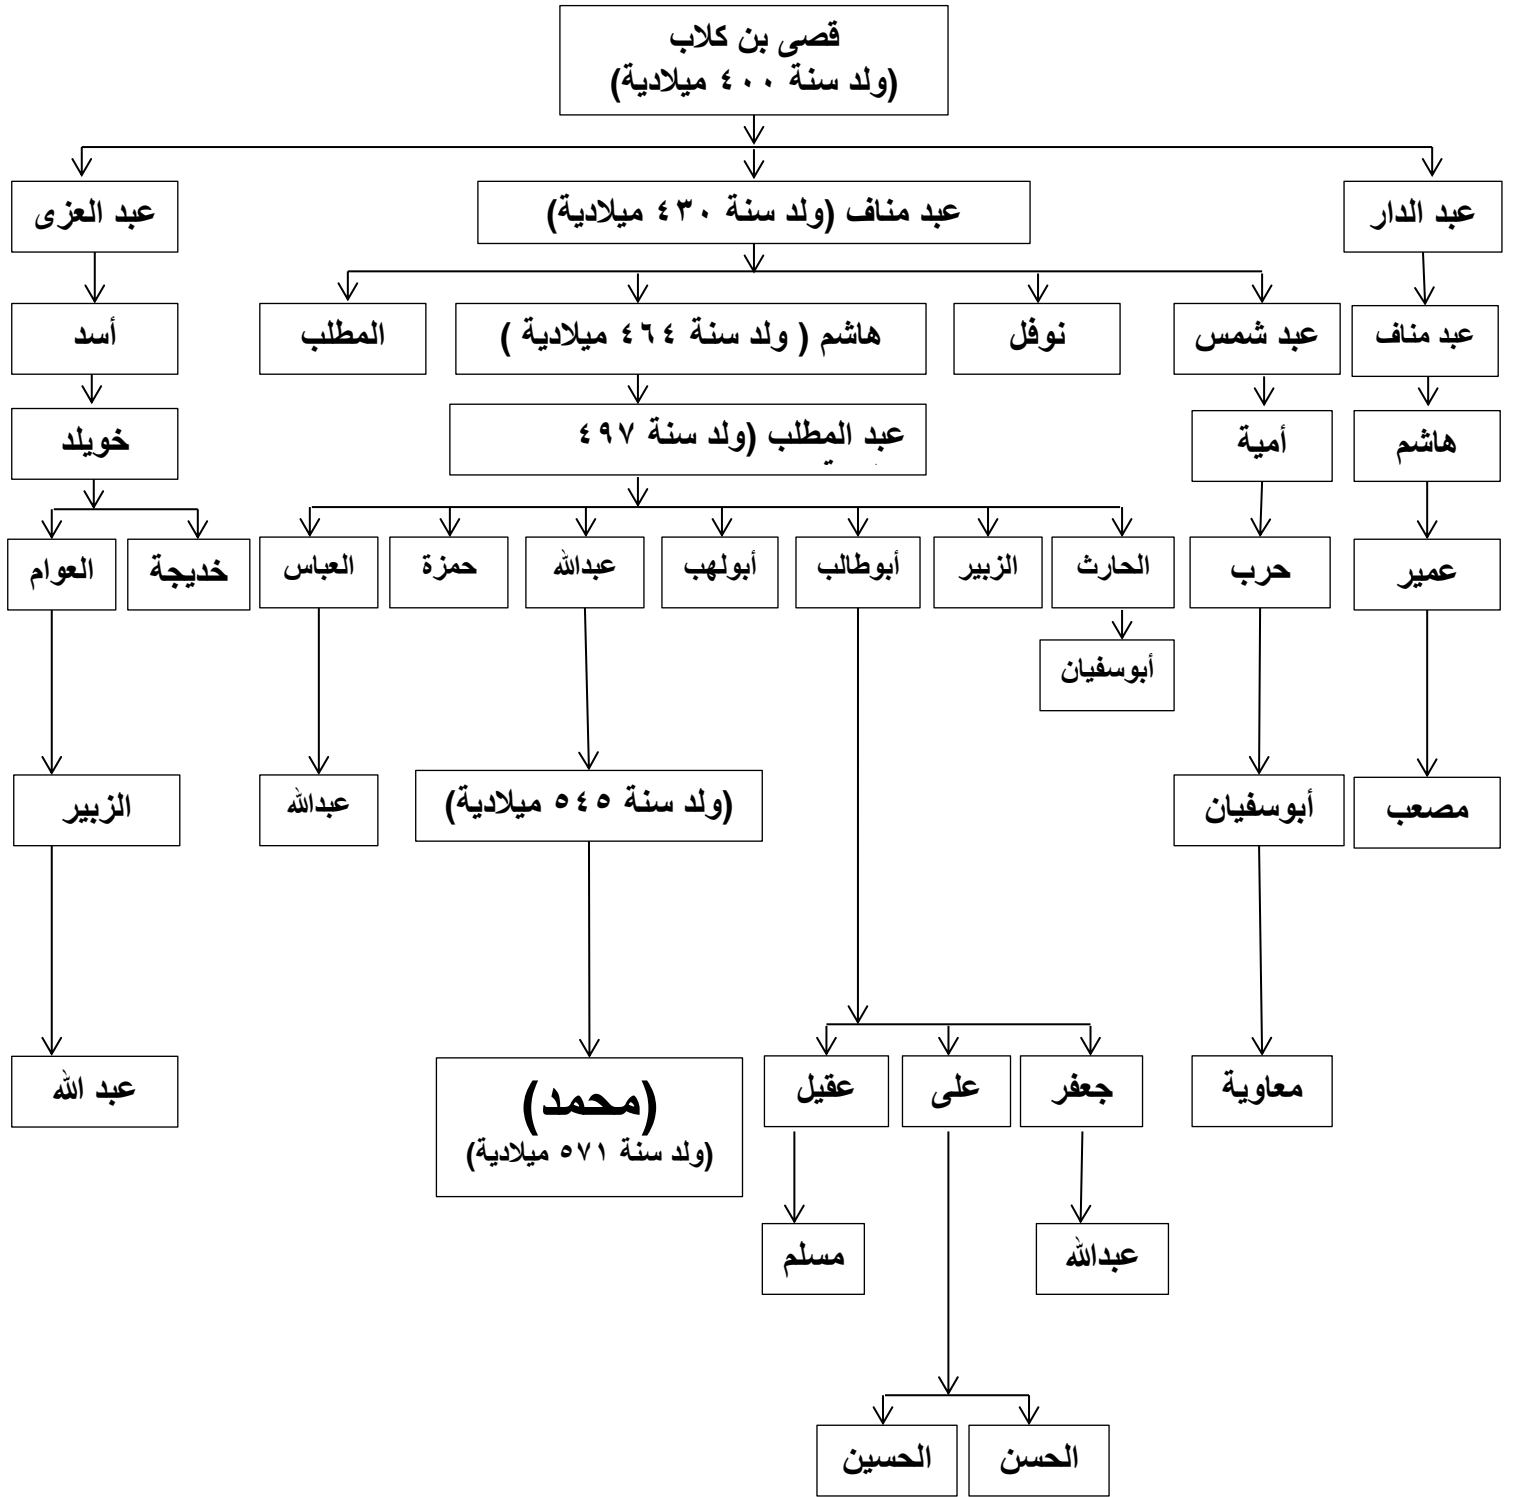 قصى بن كلاب
(ولد سنة ٤٠٠ ميلادية)
عبد الدار
عبد مناف (ولد سنة ٤٣٠ ميلادية)
عبد العزى
عبد مناف
عبد شمس
نوفل
هاشم ( ولد سنة ٤٦٤ ميلادية )
المطلب
أسد
هاشم
أمية
عبد المطلب (ولد سنة ٤٩٧
خويلد
عمير
حرب
الحارث
الزبير
أبوطالب
أبولهب
عبدالله
حمزة
العباس
خديجة
العوام
أبوسفيان
مصعب
أبوسفيان
(ولد سنة ٥٤٥ ميلادية)
عبدالله
الزبير
معاوية
جعفر
على
عقيل
(محمد)
(ولد سنة ٥٧١ ميلادية)
عبد الله
عبدالله
مسلم
الحسن
الحسين